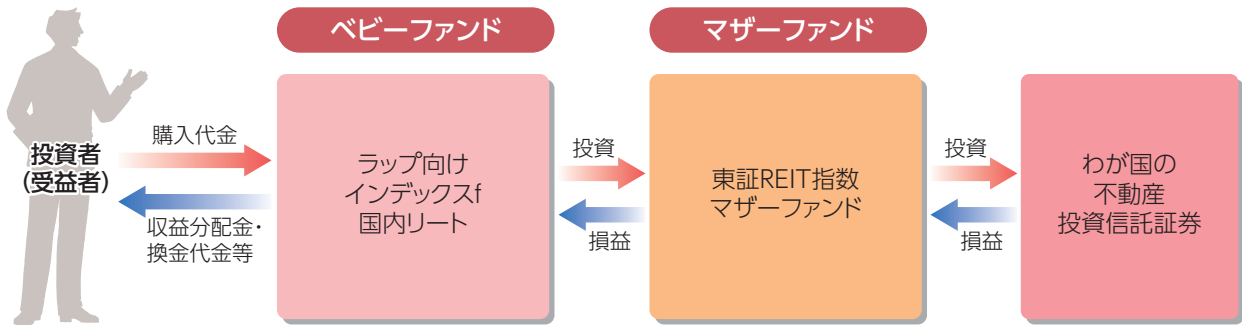 ベビーファンド
マザーファンド
投資者
(受益者)
購入代金
収益分配金・
換金代金等
ラップ向け
インデックスf
国内リート
投資
損益
東証REIT指数
マザーファンド
投資
損益
わが国の
不動産
投資信託証券